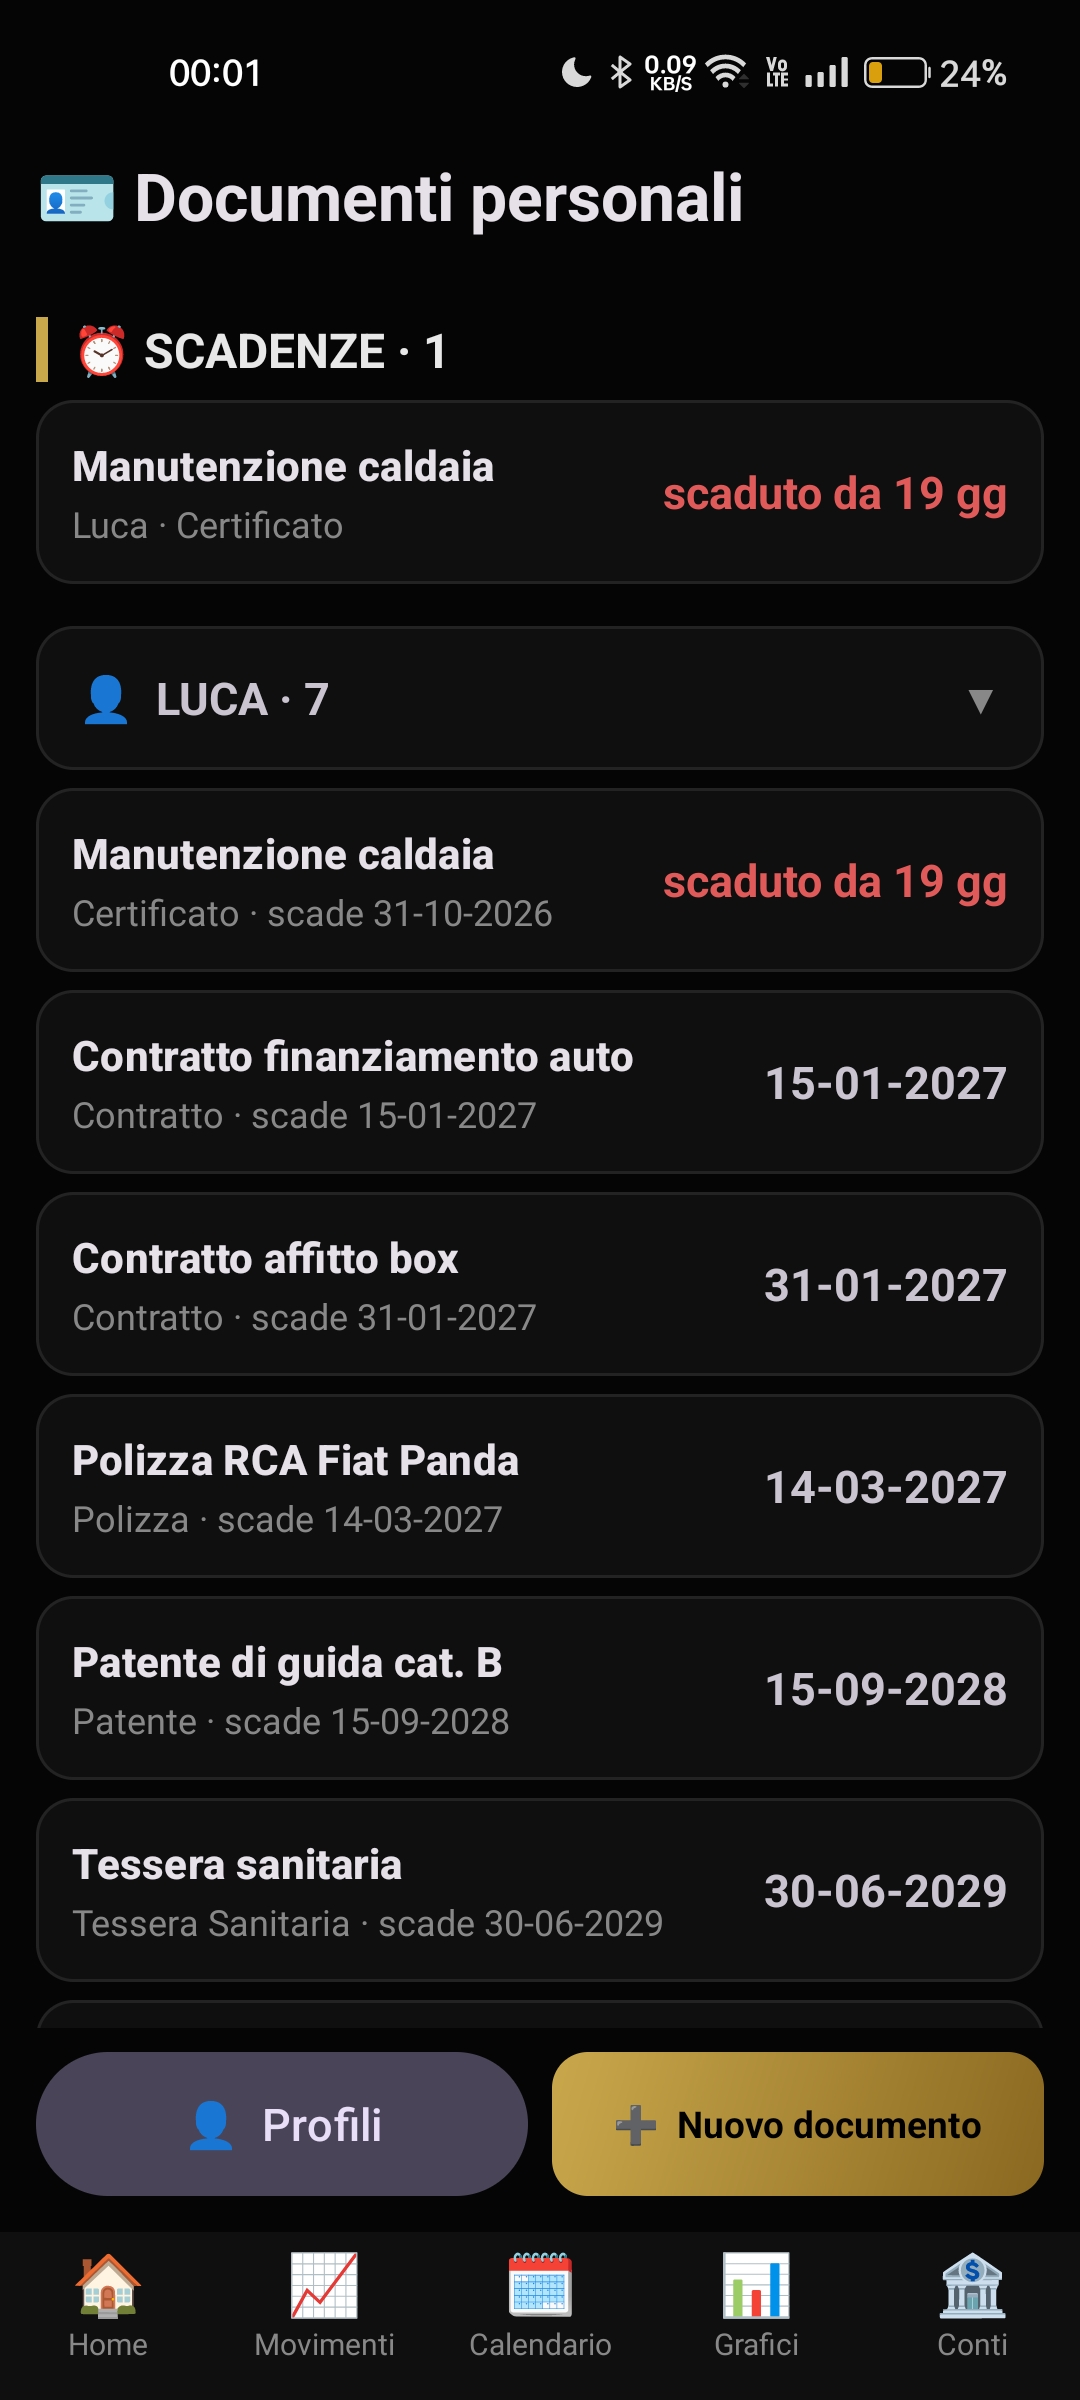 00:01
0.09 KB/S
Vo LTE
24%
Documenti personali
SCADENZE · 1
Manutenzione caldaia
Luca · Certificato
scaduto da 19 gg
LUCA · 7
Manutenzione caldaia
Certificato · scade 31-10-2026
scaduto da 19 gg
Contratto finanziamento auto
Contratto · scade 15-01-2027
15-01-2027
Contratto affitto box
Contratto · scade 31-01-2027
31-01-2027
Polizza RCA Fiat Panda
Polizza · scade 14-03-2027
14-03-2027
Patente di guida cat. B
Patente · scade 15-09-2028
15-09-2028
Tessera sanitaria
Tessera Sanitaria · scade 30-06-2029
30-06-2029
Profili
Nuovo documento
Home
Movimenti
Calendario
Grafici
Conti